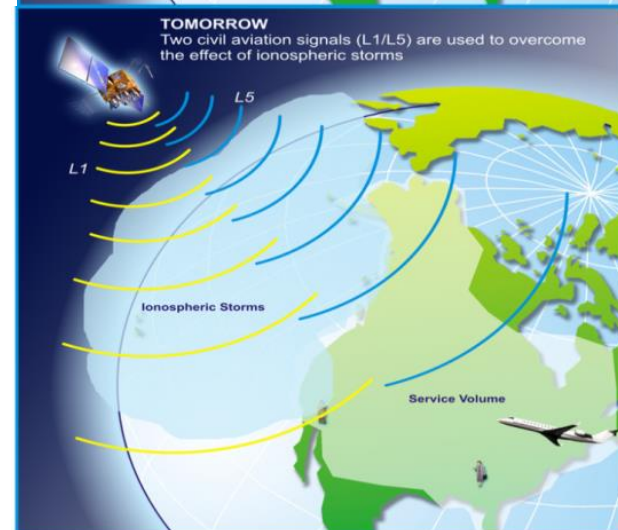 TOMORROW
Two civil aviation signals (L1/L5) are used to overcome
the effect of ionospheric storms
L5
L1
Ionospheric Storms
Service Volume